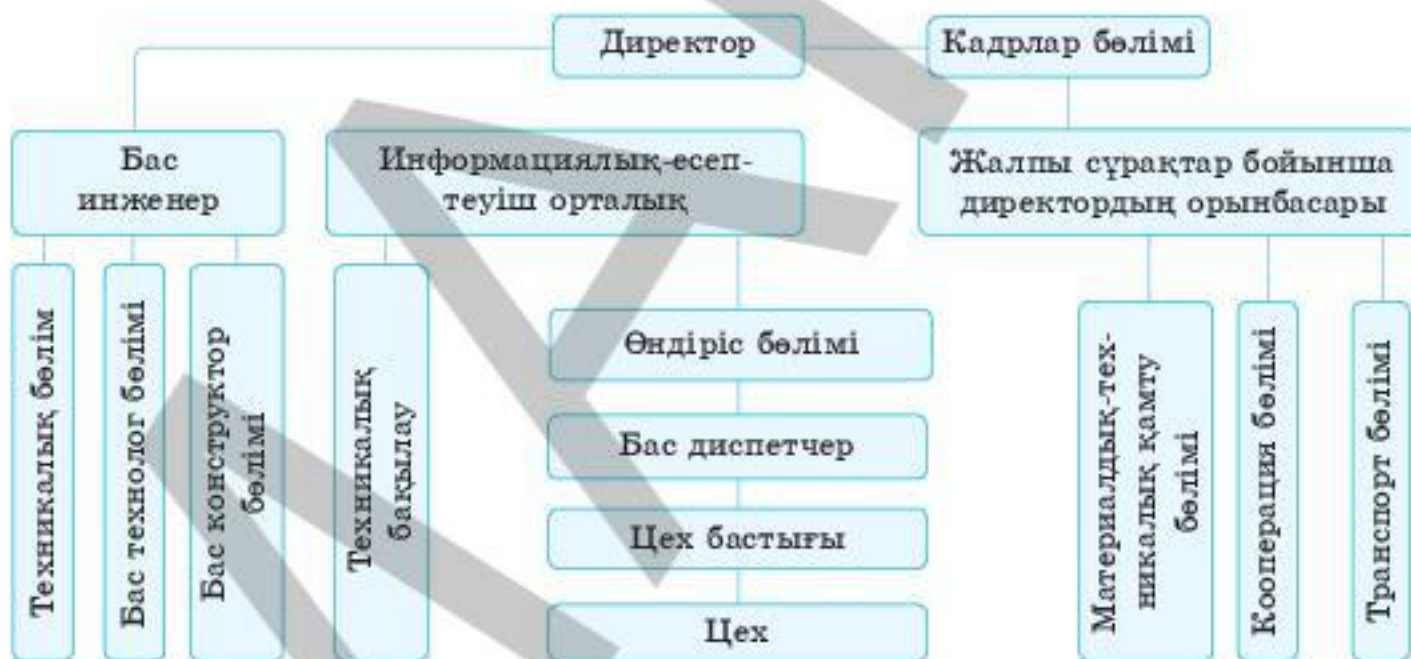 Директор
Кадрлар бөлімі
Бас
инженер
Информациялық-есеп-
теуіш орталық
Жалпы сұрақтар бойынша
директордың орынбасары
Техникалық бөлім
Бас технолог бөлімі
Бас конструктор
бөлімі
Техникалық
бақылау
Өндіріс бөлімі
Бас диспетчер
Цех бастығы
Цех
Материалдық-тех-
никалық қамту
бөлімі
Кооперация бөлімі
Транспорт бөлімі